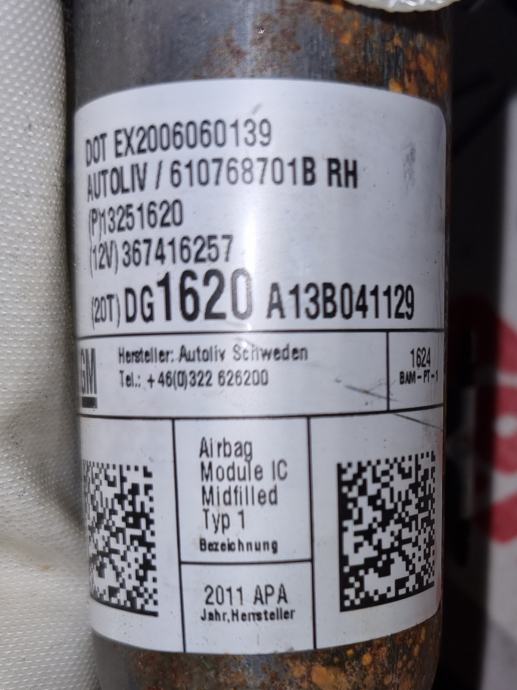 DOT EX2006060139
AUTOLIV / 610768701B RH
(P)13251620
(12V) 367416257
(20T) DG1620 A13B041129
GM
Hersteller: Autoliv Schweden
Tel.: +46(0)322 626200
1624
BAM-PT-1
Airbag
Module IC
Midfilled
Typ 1
Bezeichnung
2011 APA
Jahr, Hersteller